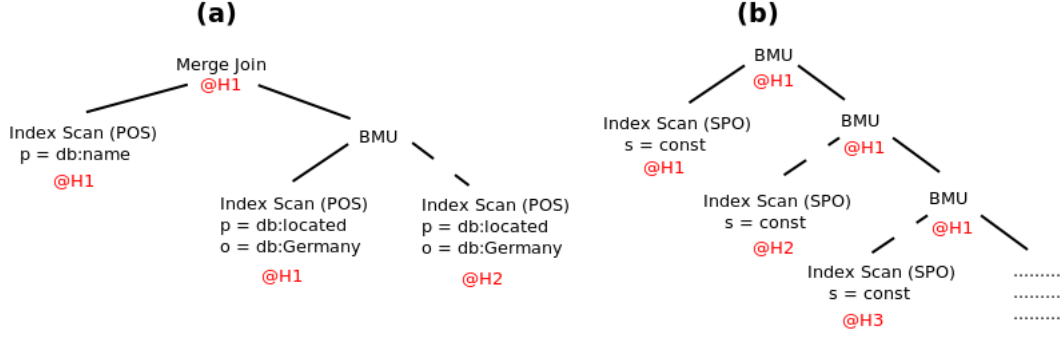 (a)
Merge Join
@H1
Index Scan (POS)
p = db:name
@H1
BMU
Index Scan (POS)
p = db:located
o = db:Germany
@H1
Index Scan (POS)
p = db:located
o = db:Germany
@H2
(b)
BMU
@H1
Index Scan (SPO)
s = const
@H1
BMU
@H1
Index Scan (SPO)
s = const
@H2
BMU
@H1
Index Scan (SPO)
s = const
@H3
.........
.........
.........